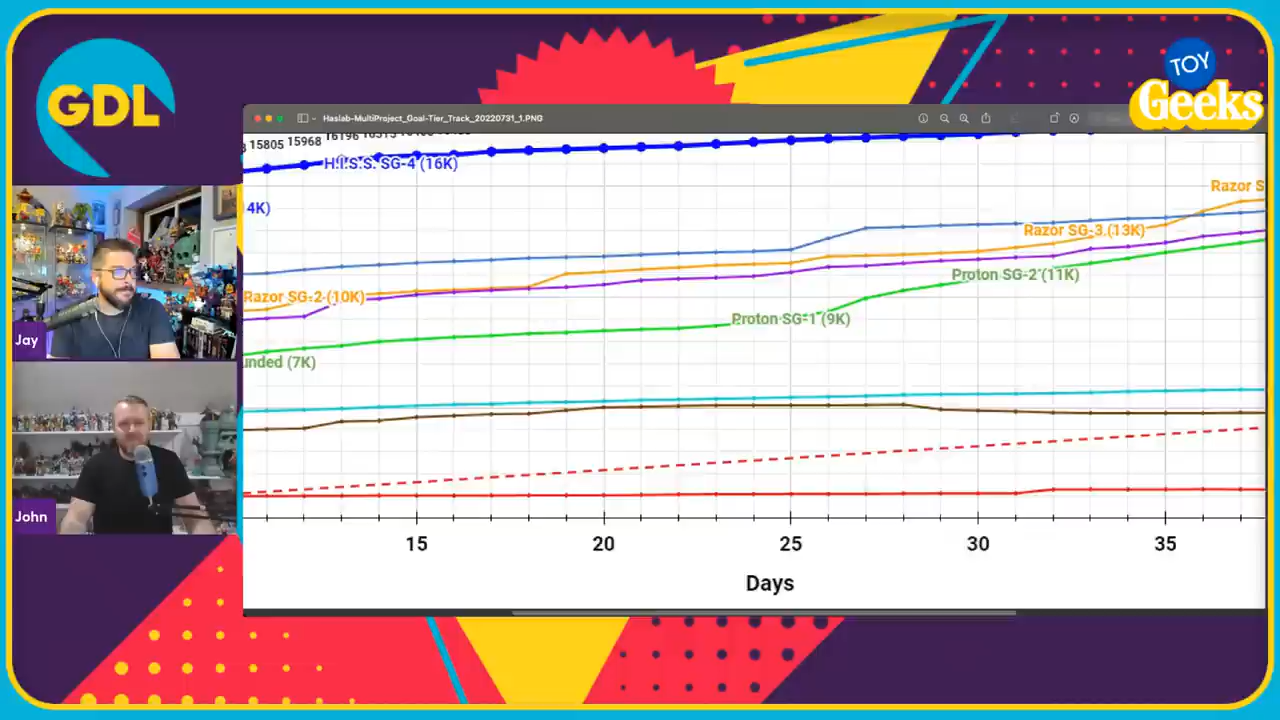 GDL
TOY
Geeks
Haslab-MultiProject_Goal-Tier_Track_20220731_1.PNG
15805 15968 16196
H.I.S.S. SG-4 (16K)
Razor S
4K)
Razor SG-3 (13K)
Proton SG-2 (11K)
Razor SG-2 (10K)
Proton SG-1 (9K)
unded (7K)
Jay
John
15 20 25 30 35
Days